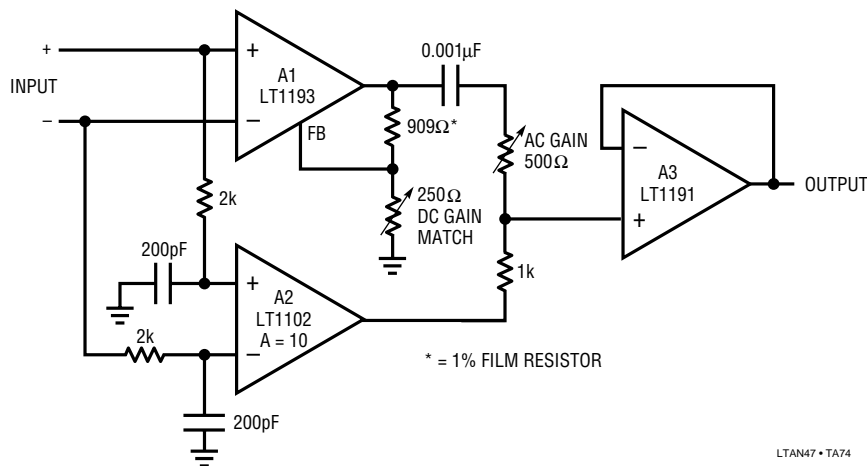 +
INPUT
−
+
A1
LT1193
−
FB
0.001μF
909Ω*
AC GAIN
500Ω
250Ω
DC GAIN
MATCH
2k
200pF
+
A2
LT1102
A = 10
−
2k
200pF
1k
−
A3
LT1191
+
OUTPUT
* = 1% FILM RESISTOR
LTAN47 • TA74